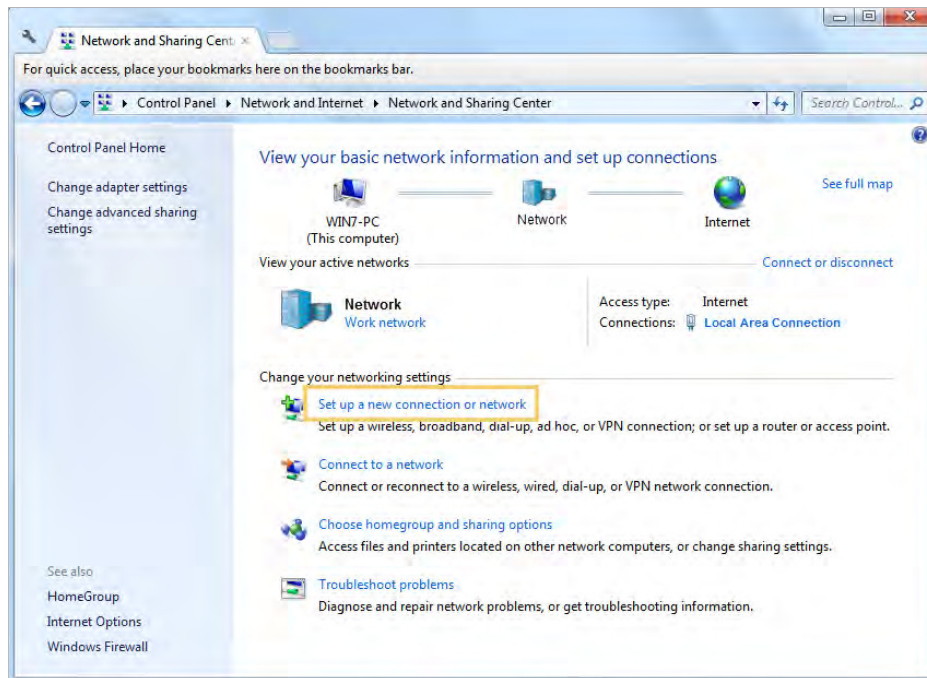 Network and Sharing Cent
For quick access, place your bookmarks here on the bookmarks bar.
Control Panel Network and Internet Network and Sharing Center
Search Control...
Control Panel Home
Change adapter settings
Change advanced sharing
settings
View your basic network information and set up connections
See full map
WIN7-PC
(This computer)
Network
Internet
View your active networks
Connect or disconnect
Network
Work network
Access type: Internet
Connections: Local Area Connection
Change your networking settings
Set up a new connection or network
Set up a wireless, broadband, dial-up, ad hoc, or VPN connection; or set up a router or access point.
Connect to a network
Connect or reconnect to a wireless, wired, dial-up, or VPN network connection.
Choose homegroup and sharing options
Access files and printers located on other network computers, or change sharing settings.
Troubleshoot problems
Diagnose and repair network problems, or get troubleshooting information.
See also
HomeGroup
Internet Options
Windows Firewall